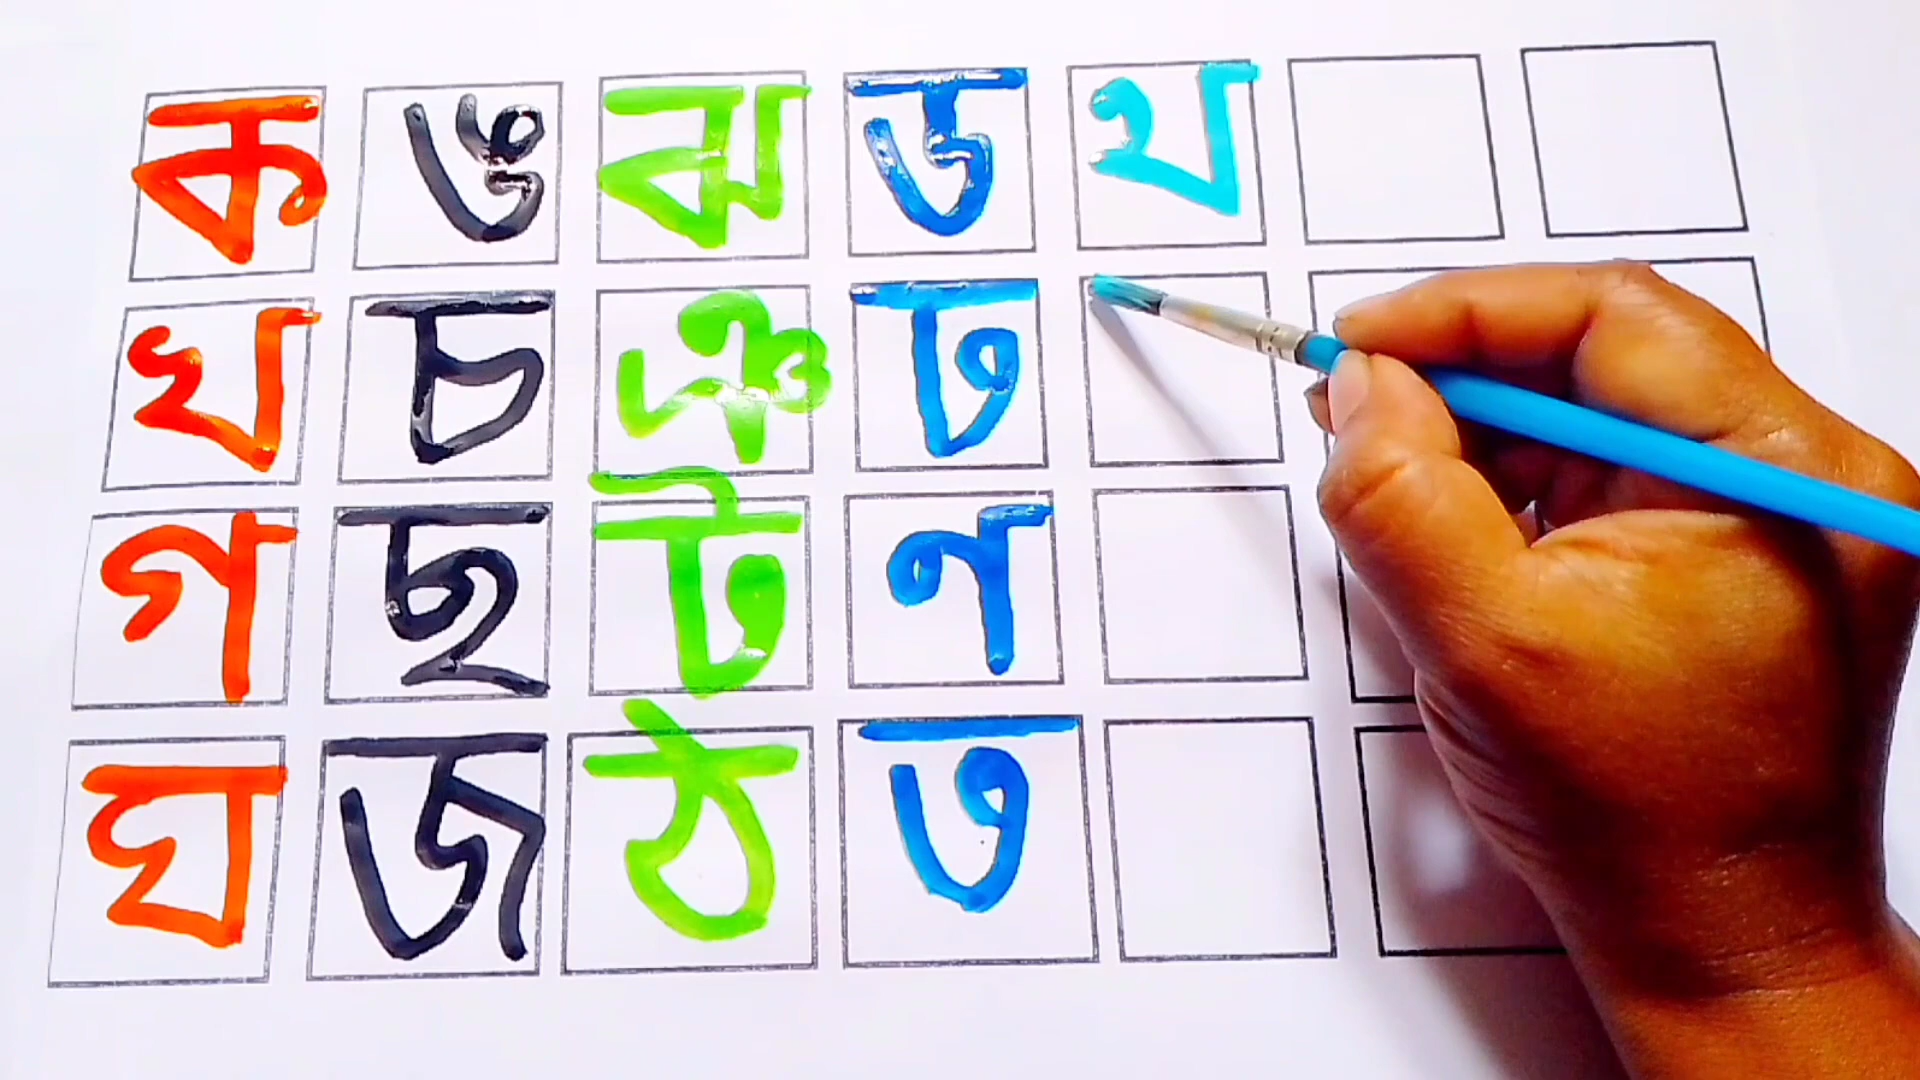 ক ঙ ঝ ড থ
খ চ ঞ ঢ
গ ছ ট ণ
ঘ জ ঠ ত